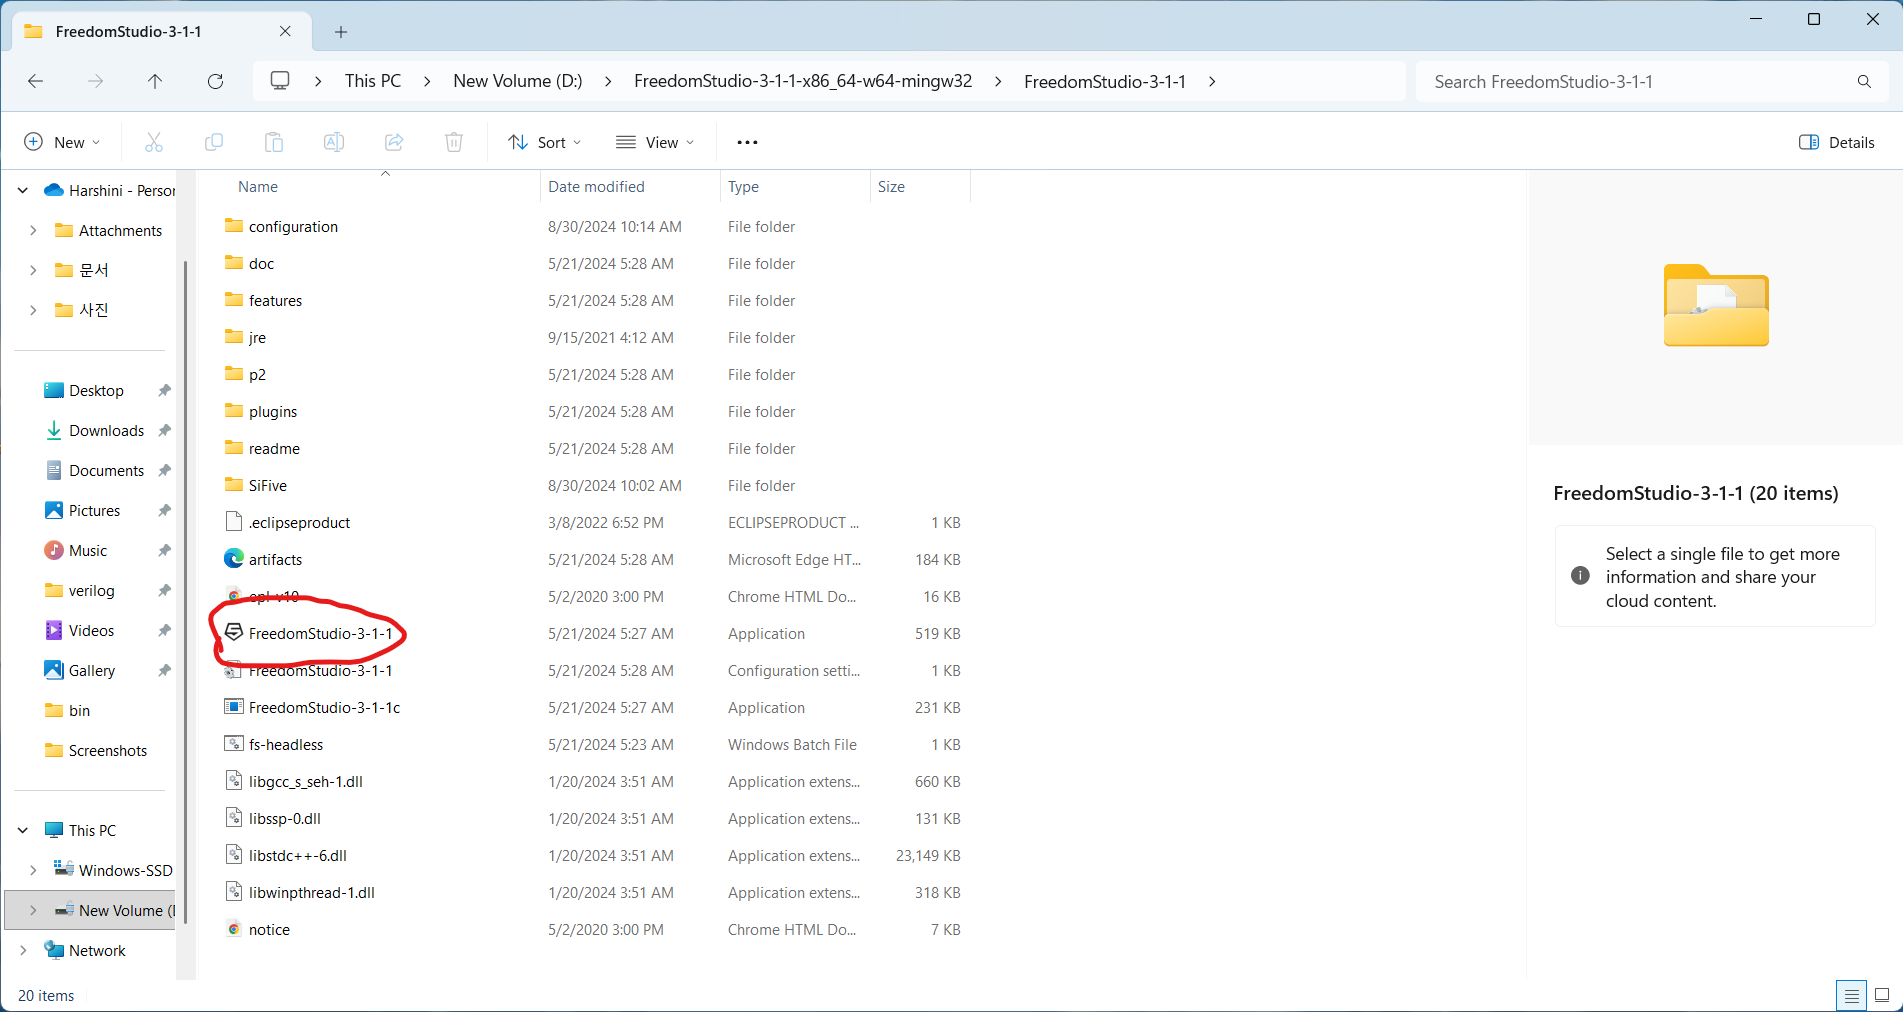 FreedomStudio-3-1-1
This PC > New Volume (D:) > FreedomStudio-3-1-1-x86_64-w64-mingw32 > FreedomStudio-3-1-1 >
Search FreedomStudio-3-1-1
New
Sort
View
Details
Harshini - Person
Attachments
문서
사진
Desktop
Downloads
Documents
Pictures
Music
verilog
Videos
Gallery
bin
Screenshots
This PC
Windows-SSD
New Volume (D
Network
Name Date modified Type Size
configuration 8/30/2024 10:14 AM File folder
doc 5/21/2024 5:28 AM File folder
features 5/21/2024 5:28 AM File folder
jre 9/15/2021 4:12 AM File folder
p2 5/21/2024 5:28 AM File folder
plugins 5/21/2024 5:28 AM File folder
readme 5/21/2024 5:28 AM File folder
SiFive 8/30/2024 10:02 AM File folder
.eclipseproduct 3/8/2022 6:52 PM ECLIPSEPRODUCT ... 1 KB
artifacts 5/21/2024 5:28 AM Microsoft Edge HT... 184 KB
epl-v10 5/2/2020 3:00 PM Chrome HTML Do... 16 KB
FreedomStudio-3-1-1 5/21/2024 5:27 AM Application 519 KB
FreedomStudio-3-1-1 5/21/2024 5:28 AM Configuration setti... 1 KB
FreedomStudio-3-1-1c 5/21/2024 5:27 AM Application 231 KB
fs-headless 5/21/2024 5:23 AM Windows Batch File 1 KB
libgcc_s_seh-1.dll 1/20/2024 3:51 AM Application extens... 660 KB
libssp-0.dll 1/20/2024 3:51 AM Application extens... 131 KB
libstdc++-6.dll 1/20/2024 3:51 AM Application extens... 23,149 KB
libwinpthread-1.dll 1/20/2024 3:51 AM Application extens... 318 KB
notice 5/2/2020 3:00 PM Chrome HTML Do... 7 KB
FreedomStudio-3-1-1 (20 items)
Select a single file to get more
information and share your
cloud content.
20 items